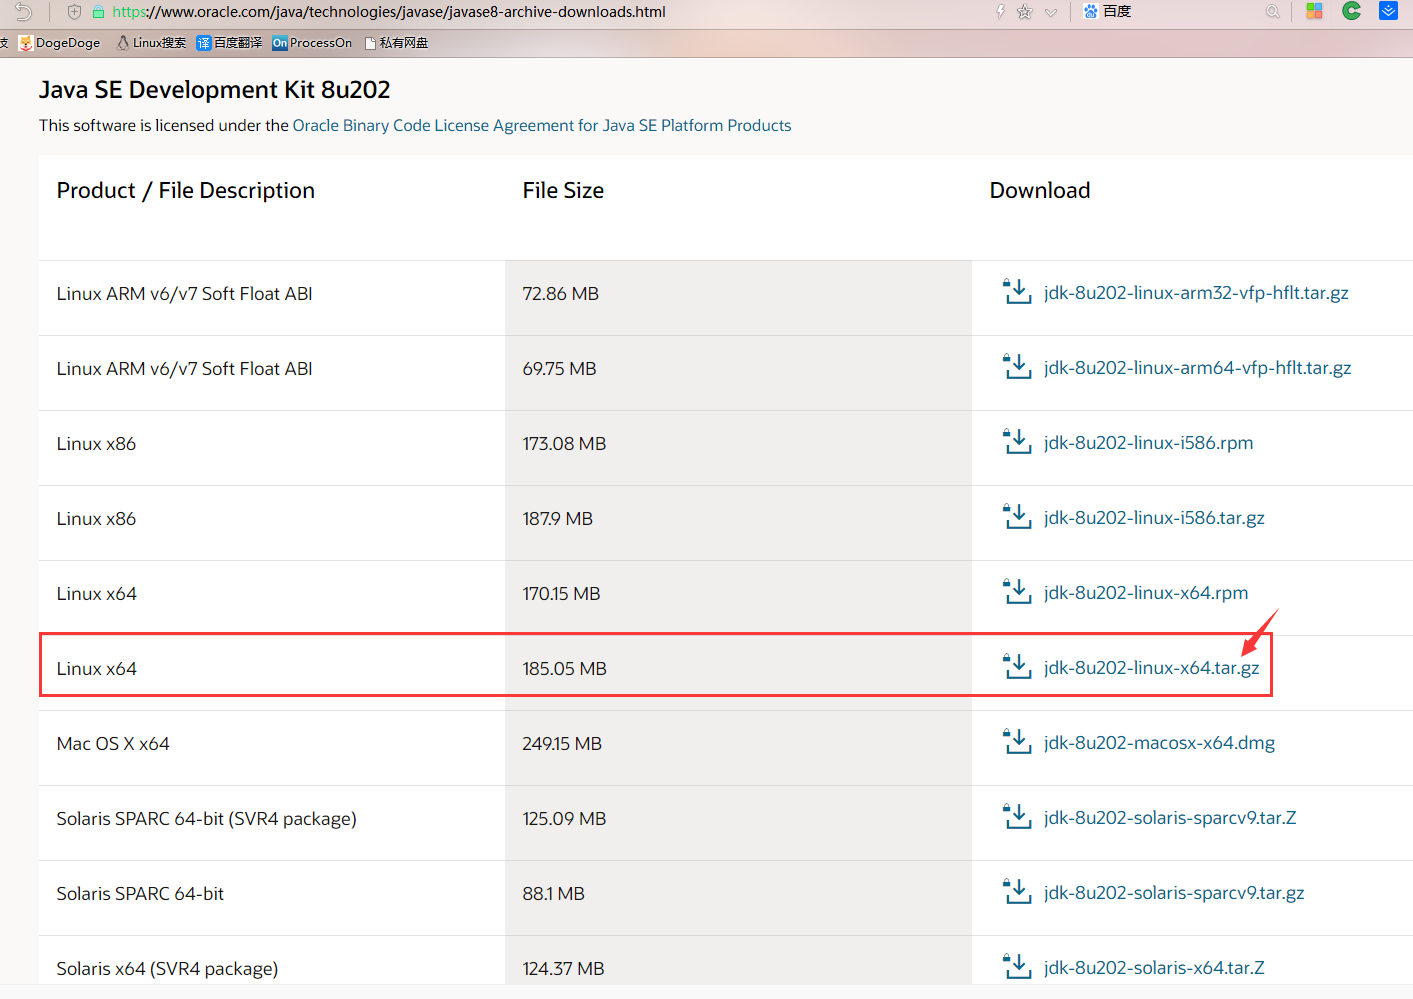 https://www.oracle.com/java/technologies/javase/javase8-archive-downloads.html 百度
技 DogeDoge Linux搜索 译 百度翻译 On ProcessOn 私有网盘
Java SE Development Kit 8u202
This software is licensed under the Oracle Binary Code License Agreement for Java SE Platform Products
Product / File Description File Size Download
Linux ARM v6/v7 Soft Float ABI 72.86 MB jdk-8u202-linux-arm32-vfp-hflt.tar.gz
Linux ARM v6/v7 Soft Float ABI 69.75 MB jdk-8u202-linux-arm64-vfp-hflt.tar.gz
Linux x86 173.08 MB jdk-8u202-linux-i586.rpm
Linux x86 187.9 MB jdk-8u202-linux-i586.tar.gz
Linux x64 170.15 MB jdk-8u202-linux-x64.rpm
Linux x64 185.05 MB jdk-8u202-linux-x64.tar.gz
Mac OS X x64 249.15 MB jdk-8u202-macosx-x64.dmg
Solaris SPARC 64-bit (SVR4 package) 125.09 MB jdk-8u202-solaris-sparcv9.tar.Z
Solaris SPARC 64-bit 88.1 MB jdk-8u202-solaris-sparcv9.tar.gz
Solaris x64 (SVR4 package) 124.37 MB jdk-8u202-solaris-x64.tar.Z